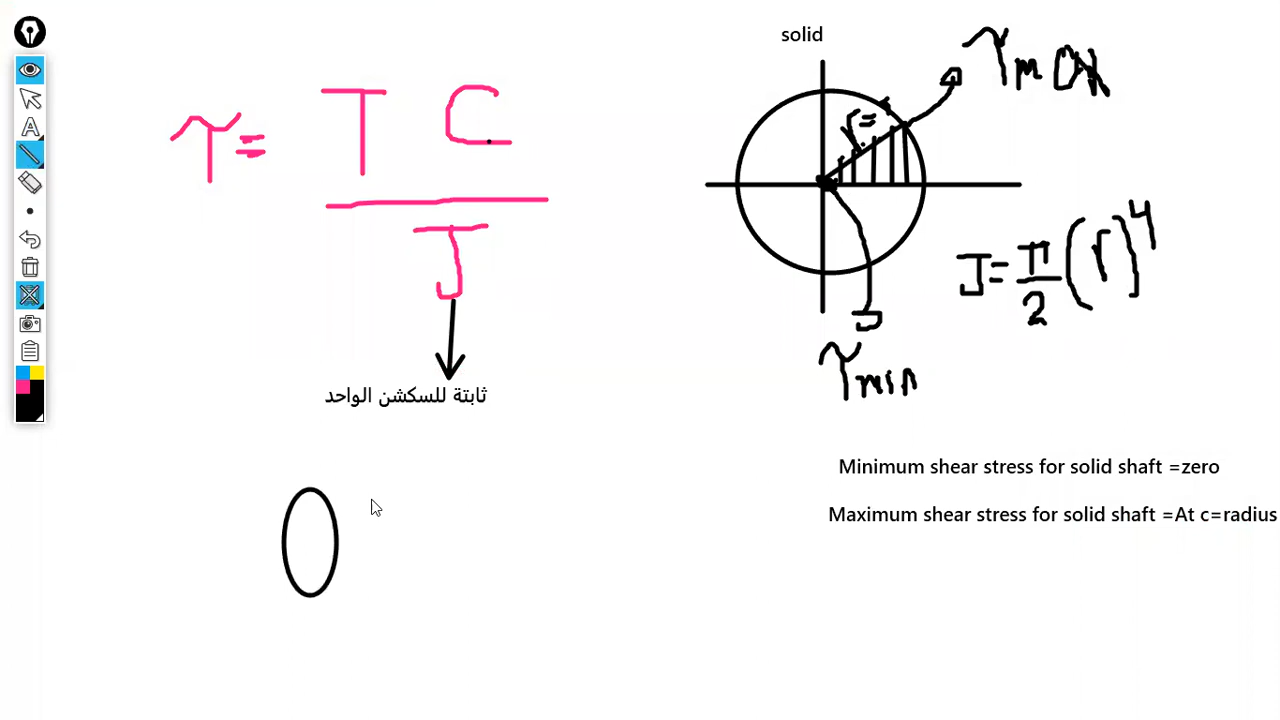 τ = T C / J
ثابتة للسكشن الواحد
solid
τmax
r=
J=π/2 (r)^4
τmin
Minimum shear stress for solid shaft =zero
Maximum shear stress for solid shaft =At c=radius